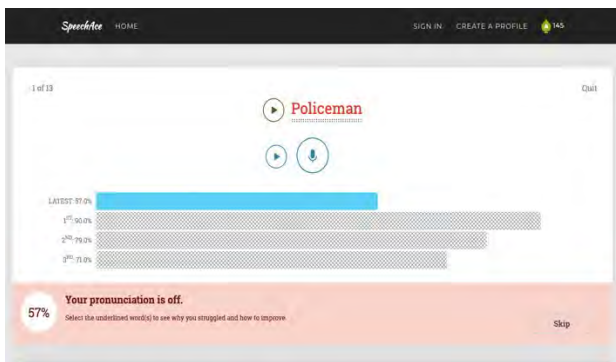 SpeechAce HOME SIGN IN CREATE A PROFILE 145
1 of 13 Quit
Policeman
LATEST: 57.0%
1ST: 90.0%
2ND: 79.0%
3RD: 71.0%
57% Your pronunciation is off.
Select the underlined word(s) to see why you struggled and how to improve
Skip